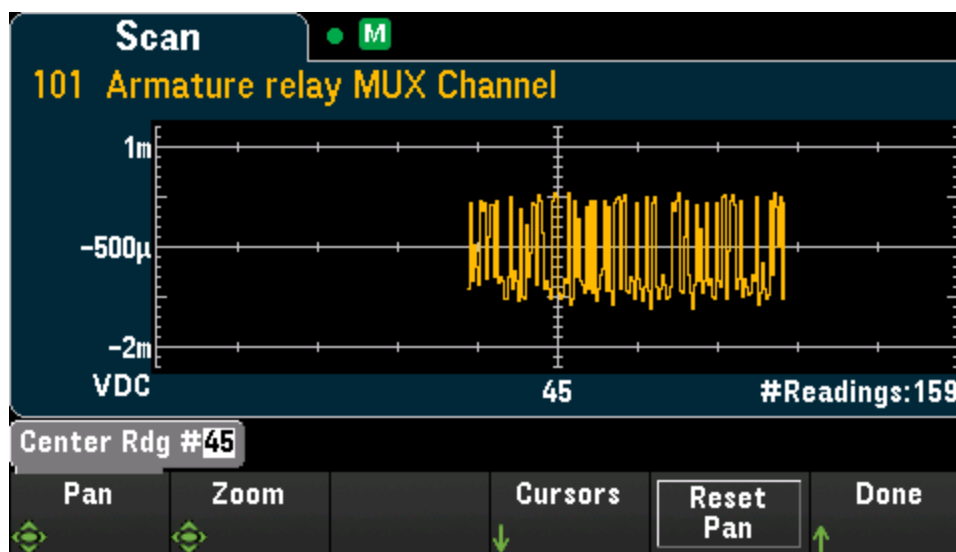 Scan
M
101 Armature relay MUX Channel
1m
-500µ
-2m
VDC 45 #Readings:159
Center Rdg #45
Pan Zoom Cursors Reset Pan Done